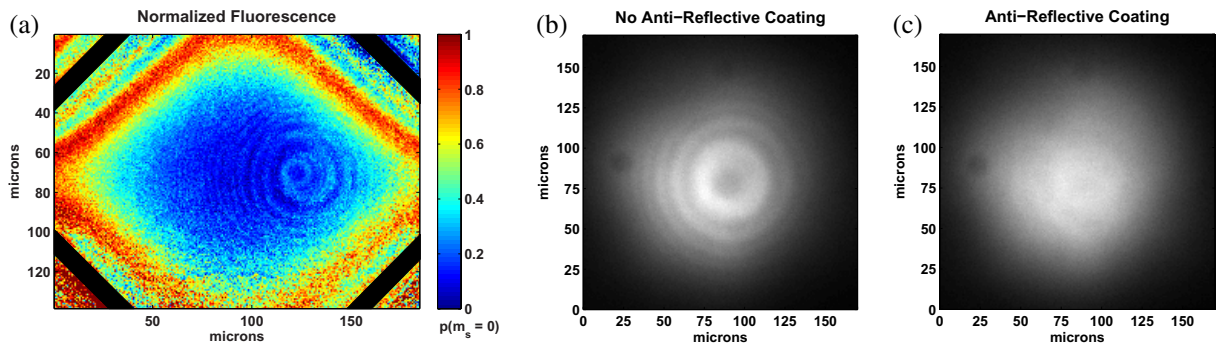 (a)
Normalized Fluorescence
20
40
60
80
100
120
microns
50
100
150
microns
1
0.8
0.6
0.4
0.2
0
p(m_s = 0)
(b)
No Anti−Reflective Coating
150
125
100
75
50
25
0
microns
0 25 50 75 100 125 150
microns
(c)
Anti−Reflective Coating
150
125
100
75
50
25
0
microns
0 25 50 75 100 125 150
microns